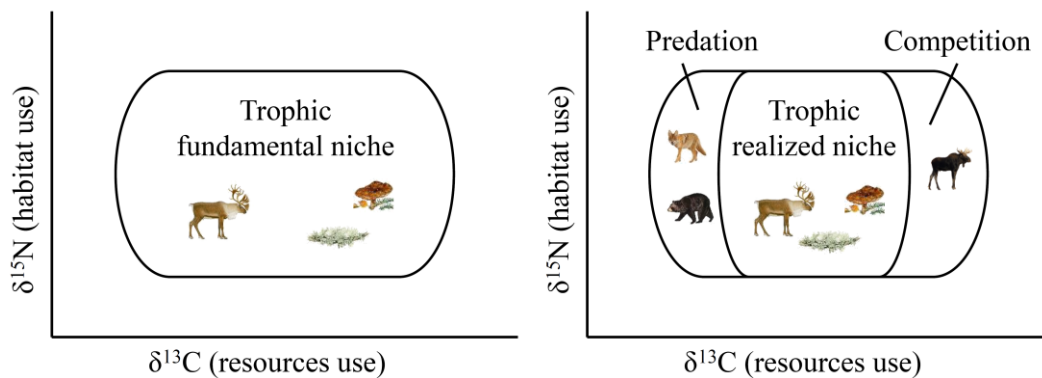 Trophic
fundamental niche
δ¹⁵N (habitat use)
δ¹³C (resources use)
Predation
Competition
Trophic
realized niche
δ¹⁵N (habitat use)
δ¹³C (resources use)